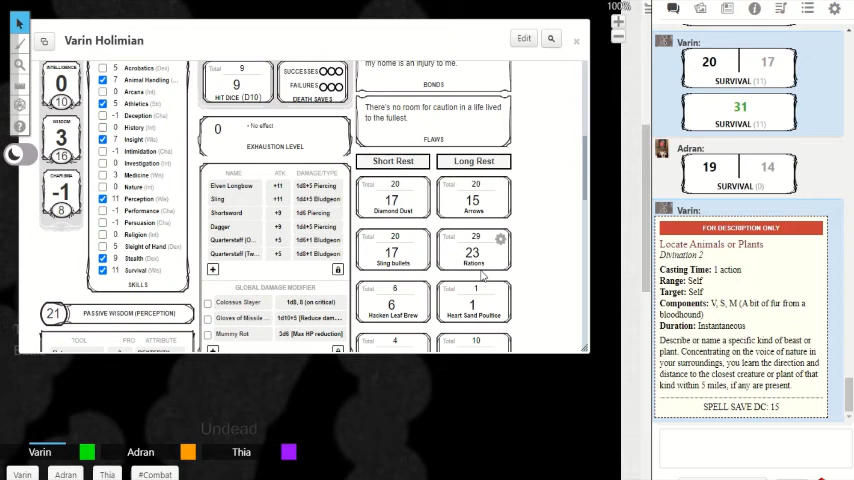 100%
Varin Holimian
Edit
INTELLIGENCE
0
10
WISDOM
3
16
CHARISMA
-1
8
5 Acrobatics (Dex)
7 Animal Handling (...
0 Arcana (Int)
5 Athletics (Str)
-1 Deception (Cha)
0 History (Int)
7 Insight (Wis)
-1 Intimidation (Cha)
0 Investigation (Int)
3 Medicine (Wis)
0 Nature (Int)
11 Perception (Wis)
-1 Performance (Cha)
-1 Persuasion (Cha)
0 Religion (Int)
5 Sleight of Hand (Dex)
9 Stealth (Dex)
11 Survival (Wis)
SKILLS
21 PASSIVE WISDOM (PERCEPTION)
TOOL PRO ATTRIBUTE
Total 9
9
HIT DICE (D10)
SUCCESSES
FAILURES
DEATH SAVES
0 • No effect
EXHAUSTION LEVEL
NAME ATK DAMAGE/TYPE
Elven Longbow +11 1d8+5 Piercing
Sling +11 1d4+5 Bludgeon
Shortsword +9 1d6 Piercing
Dagger +9 1d4+5 Piercing
Quarterstaff (O... +5 1d6+1 Bludgeon
Quarterstaff (Tw... +5 1d8+1 Bludgeon
GLOBAL DAMAGE MODIFIER
Colossus Slayer 1d8, 8 (on critical)
Gloves of Missile ... 1d10+5 [Reduce dam...
Mummy Rot 3d6 [Max HP reduction]
my home is an injury to me.
BONDS
There's no room for caution in a life lived
to the fullest.
FLAWS
Short Rest Long Rest
Total 20
17
Diamond Dust
Total 20
15
Arrows
Total 20
17
Sling bullets
Total 29
23
Rations
Total 6
6
Hacken Leaf Brew
Total 1
1
Heart Sand Poultice
Total 4
Total 10
Undead
Varin Adran Thia
Varin Adran Thia #Combat
Varin:
20 17
SURVIVAL (11)
31
SURVIVAL (11)
Adran:
19 14
SURVIVAL (0)
Varin:
FOR DESCRIPTION ONLY
Locate Animals or Plants
Divination 2
Casting Time: 1 action
Range: Self
Target: Self
Components: V, S, M (A bit of fur from a
bloodhound)
Duration: Instantaneous
Describe or name a specific kind of beast or
plant. Concentrating on the voice of nature in
your surroundings, you learn the direction and
distance to the closest creature or plant of that
kind within 5 miles, if any are present.
SPELL SAVE DC: 15